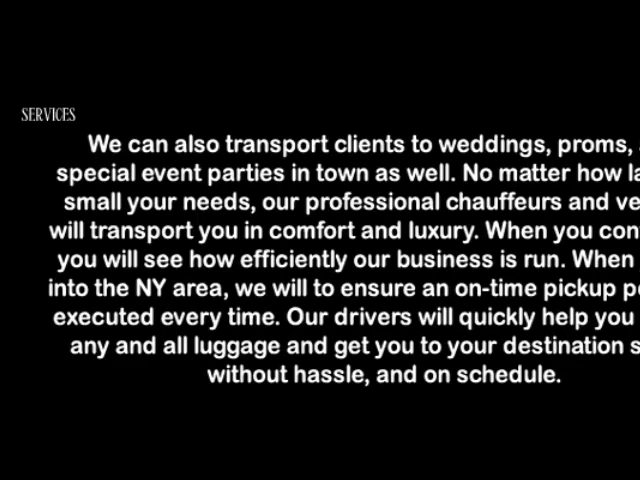 SERVICES
We can also transport clients to weddings, proms,
special event parties in town as well. No matter how
small your needs, our professional chauffeurs and
will transport you in comfort and luxury. When you
you will see how efficiently our business is run. When
into the NY area, we will to ensure an on-time pickup
executed every time. Our drivers will quickly help you
any and all luggage and get you to your destination
without hassle, and on schedule.